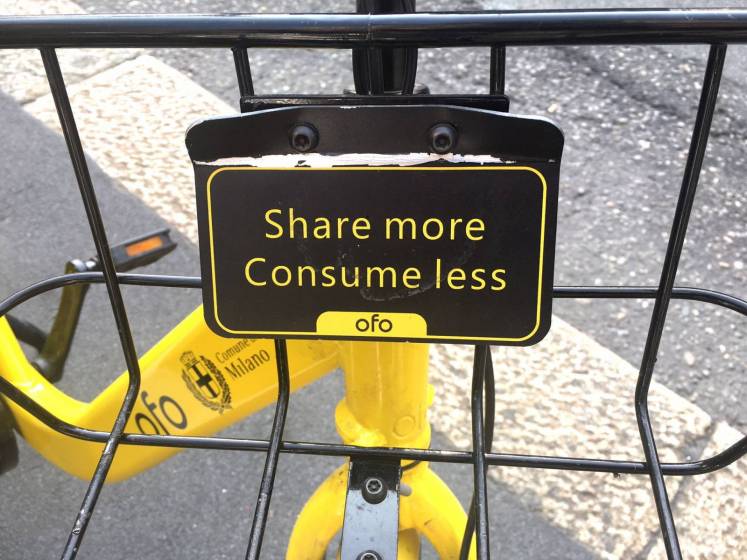 Share more
Consume less
ofo
Comune di
Milano
ofo